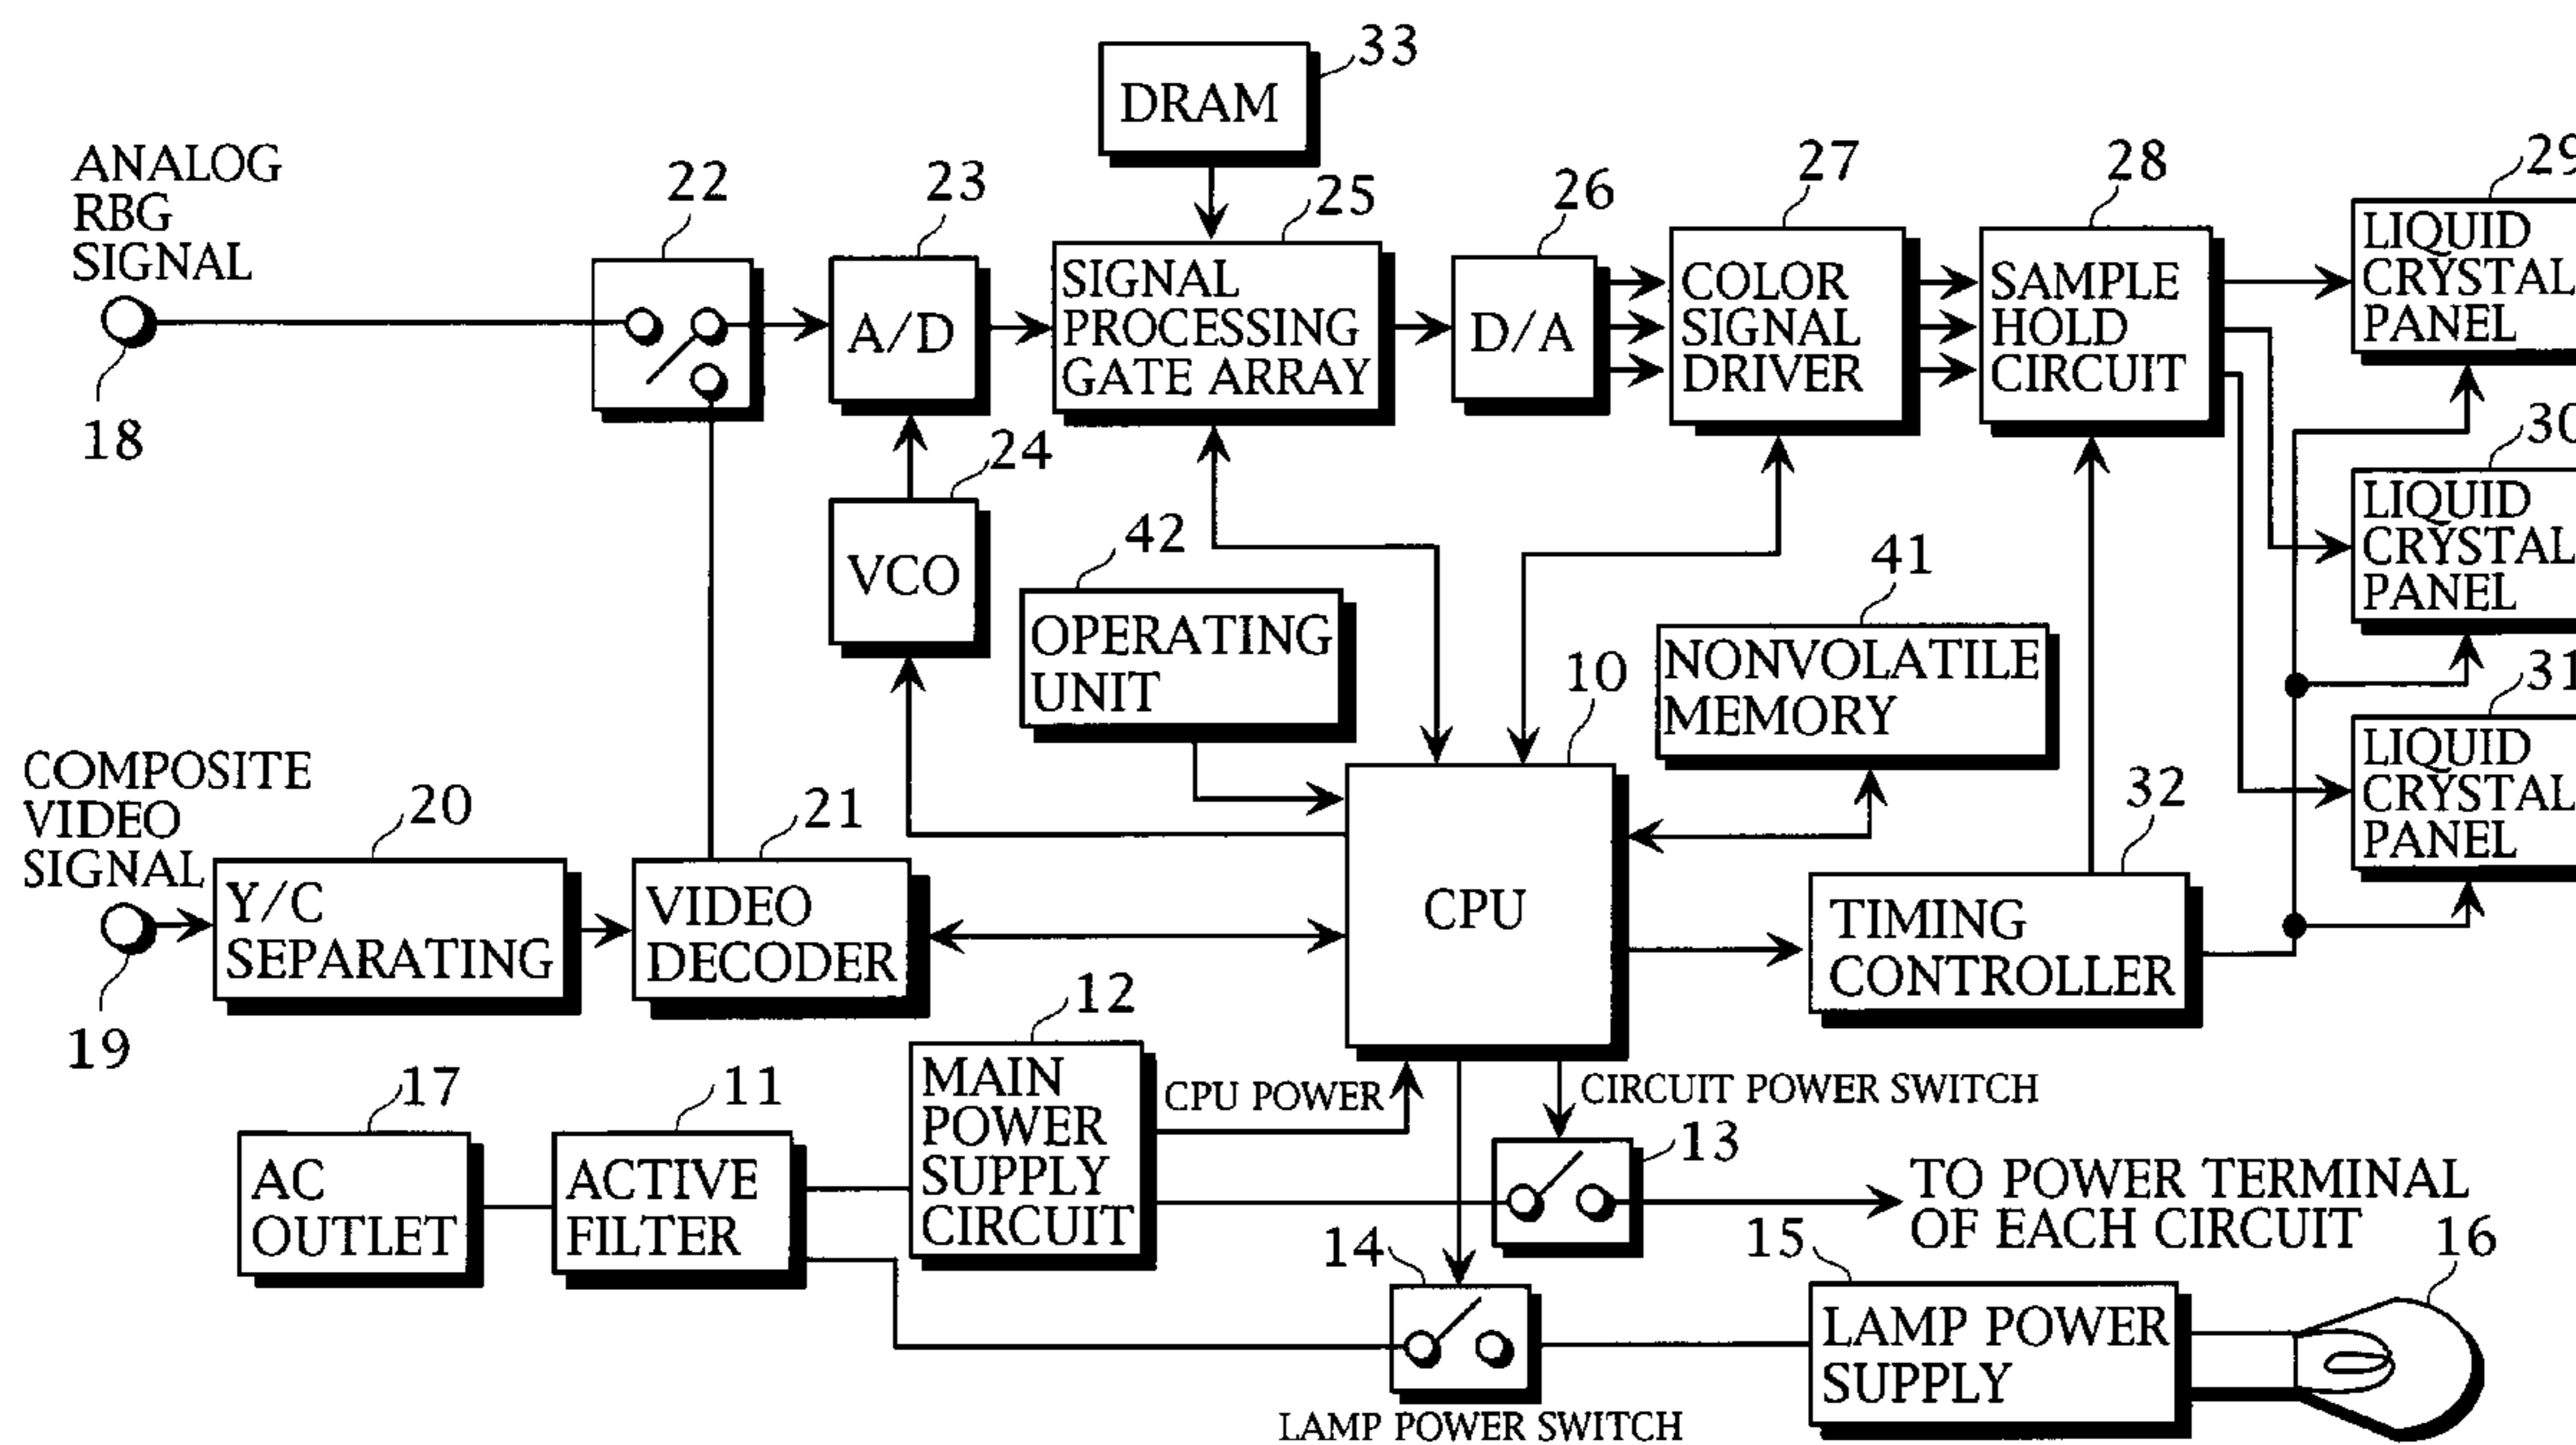 33
DRAM
ANALOG
RBG
SIGNAL
22
23
25
26
27
28
29
A/D
SIGNAL
PROCESSING
GATE ARRAY
D/A
COLOR
SIGNAL
DRIVER
SAMPLE
HOLD
CIRCUIT
LIQUID
CRYSTAL
PANEL
18
24
VCO
42
OPERATING
UNIT
41
NONVOLATILE
MEMORY
10
30
LIQUID
CRYSTAL
PANEL
31
LIQUID
CRYSTAL
PANEL
COMPOSITE
VIDEO
SIGNAL
19
20
Y/C
SEPARATING
21
VIDEO
DECODER
CPU
32
TIMING
CONTROLLER
17
AC
OUTLET
11
ACTIVE
FILTER
12
MAIN
POWER
SUPPLY
CIRCUIT
CPU POWER
CIRCUIT POWER SWITCH
13
TO POWER TERMINAL
OF EACH CIRCUIT
14
LAMP POWER SWITCH
15
LAMP POWER
SUPPLY
16